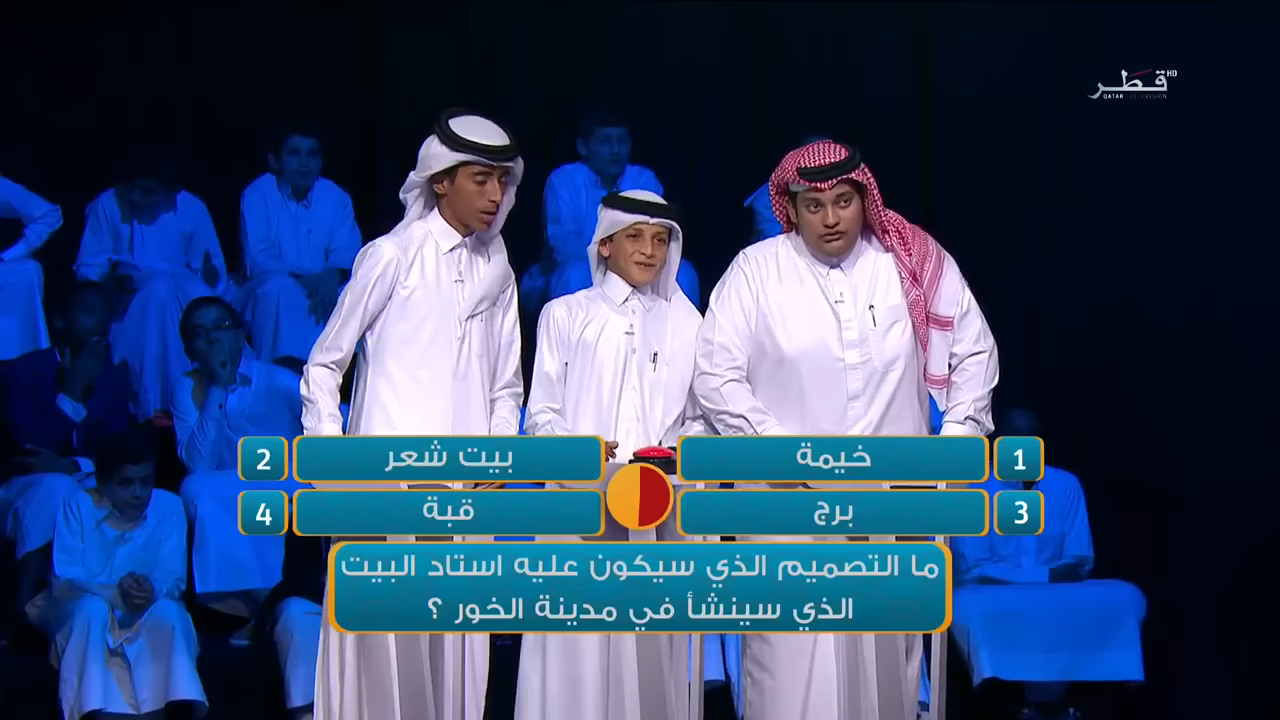 قطر HD
QATAR TELEVISION
1 خيمة
2 بيت شعر
3 برج
4 قبة
ما التصميم الذي سيكون عليه استاد البيت
الذي سينشأ في مدينة الخور ؟